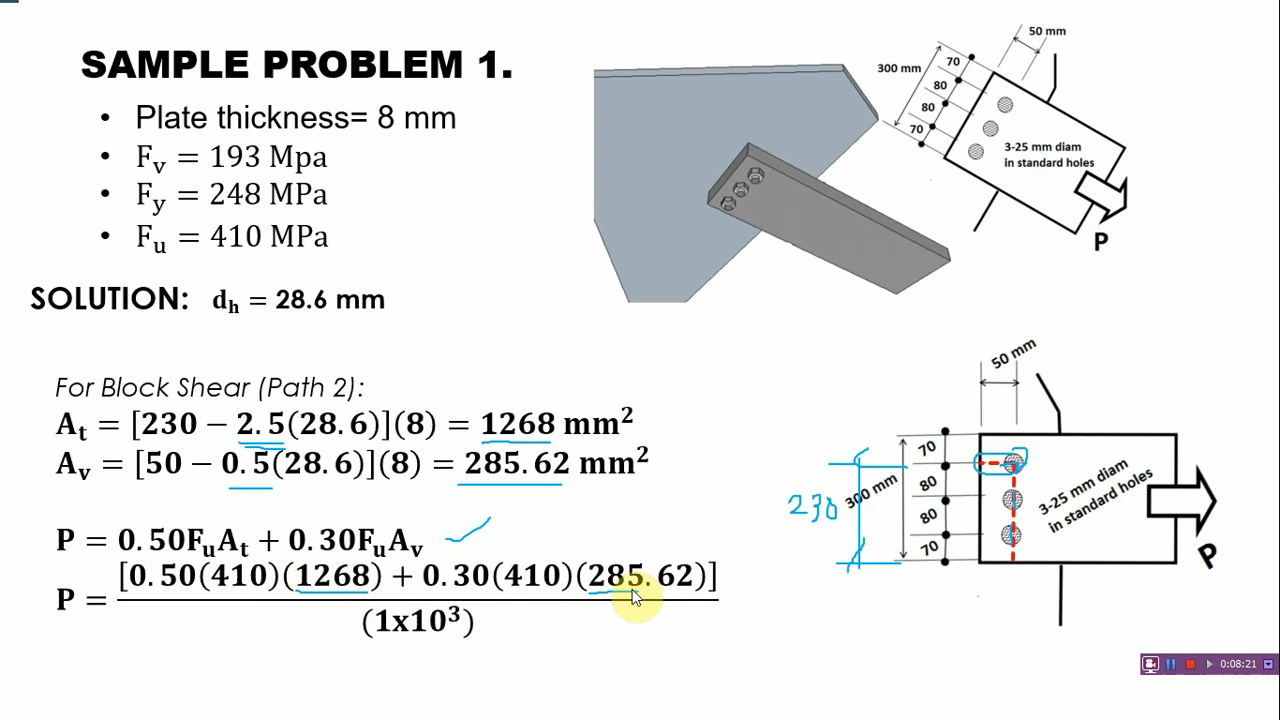 SAMPLE PROBLEM 1.
• Plate thickness= 8 mm
• Fv = 193 Mpa
• Fy = 248 MPa
• Fu = 410 MPa
SOLUTION: dh = 28.6 mm
For Block Shear (Path 2):
At = [230 − 2.5(28.6)](8) = 1268 mm²
Av = [50 − 0.5(28.6)](8) = 285.62 mm²
P = 0.50FuAt + 0.30FuAv
P = [0.50(410)(1268) + 0.30(410)(285.62)]
(1x10³)
50 mm
300 mm
70
80
80
70
3-25 mm diam
in standard holes
P
50 mm
230
300 mm
70
80
80
70
3-25 mm diam
in standard holes
P
0:08:21